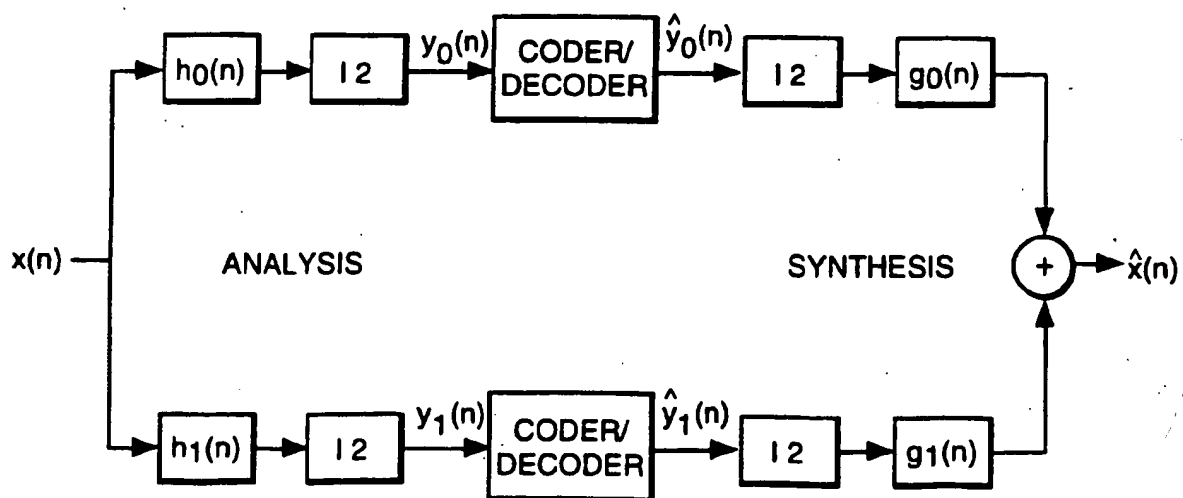 h0(n)
I 2
y0(n)
CODER/
DECODER
ŷ0(n)
I 2
g0(n)
x(n)
ANALYSIS
SYNTHESIS
+
x̂(n)
h1(n)
I 2
y1(n)
CODER/
DECODER
ŷ1(n)
I 2
g1(n)